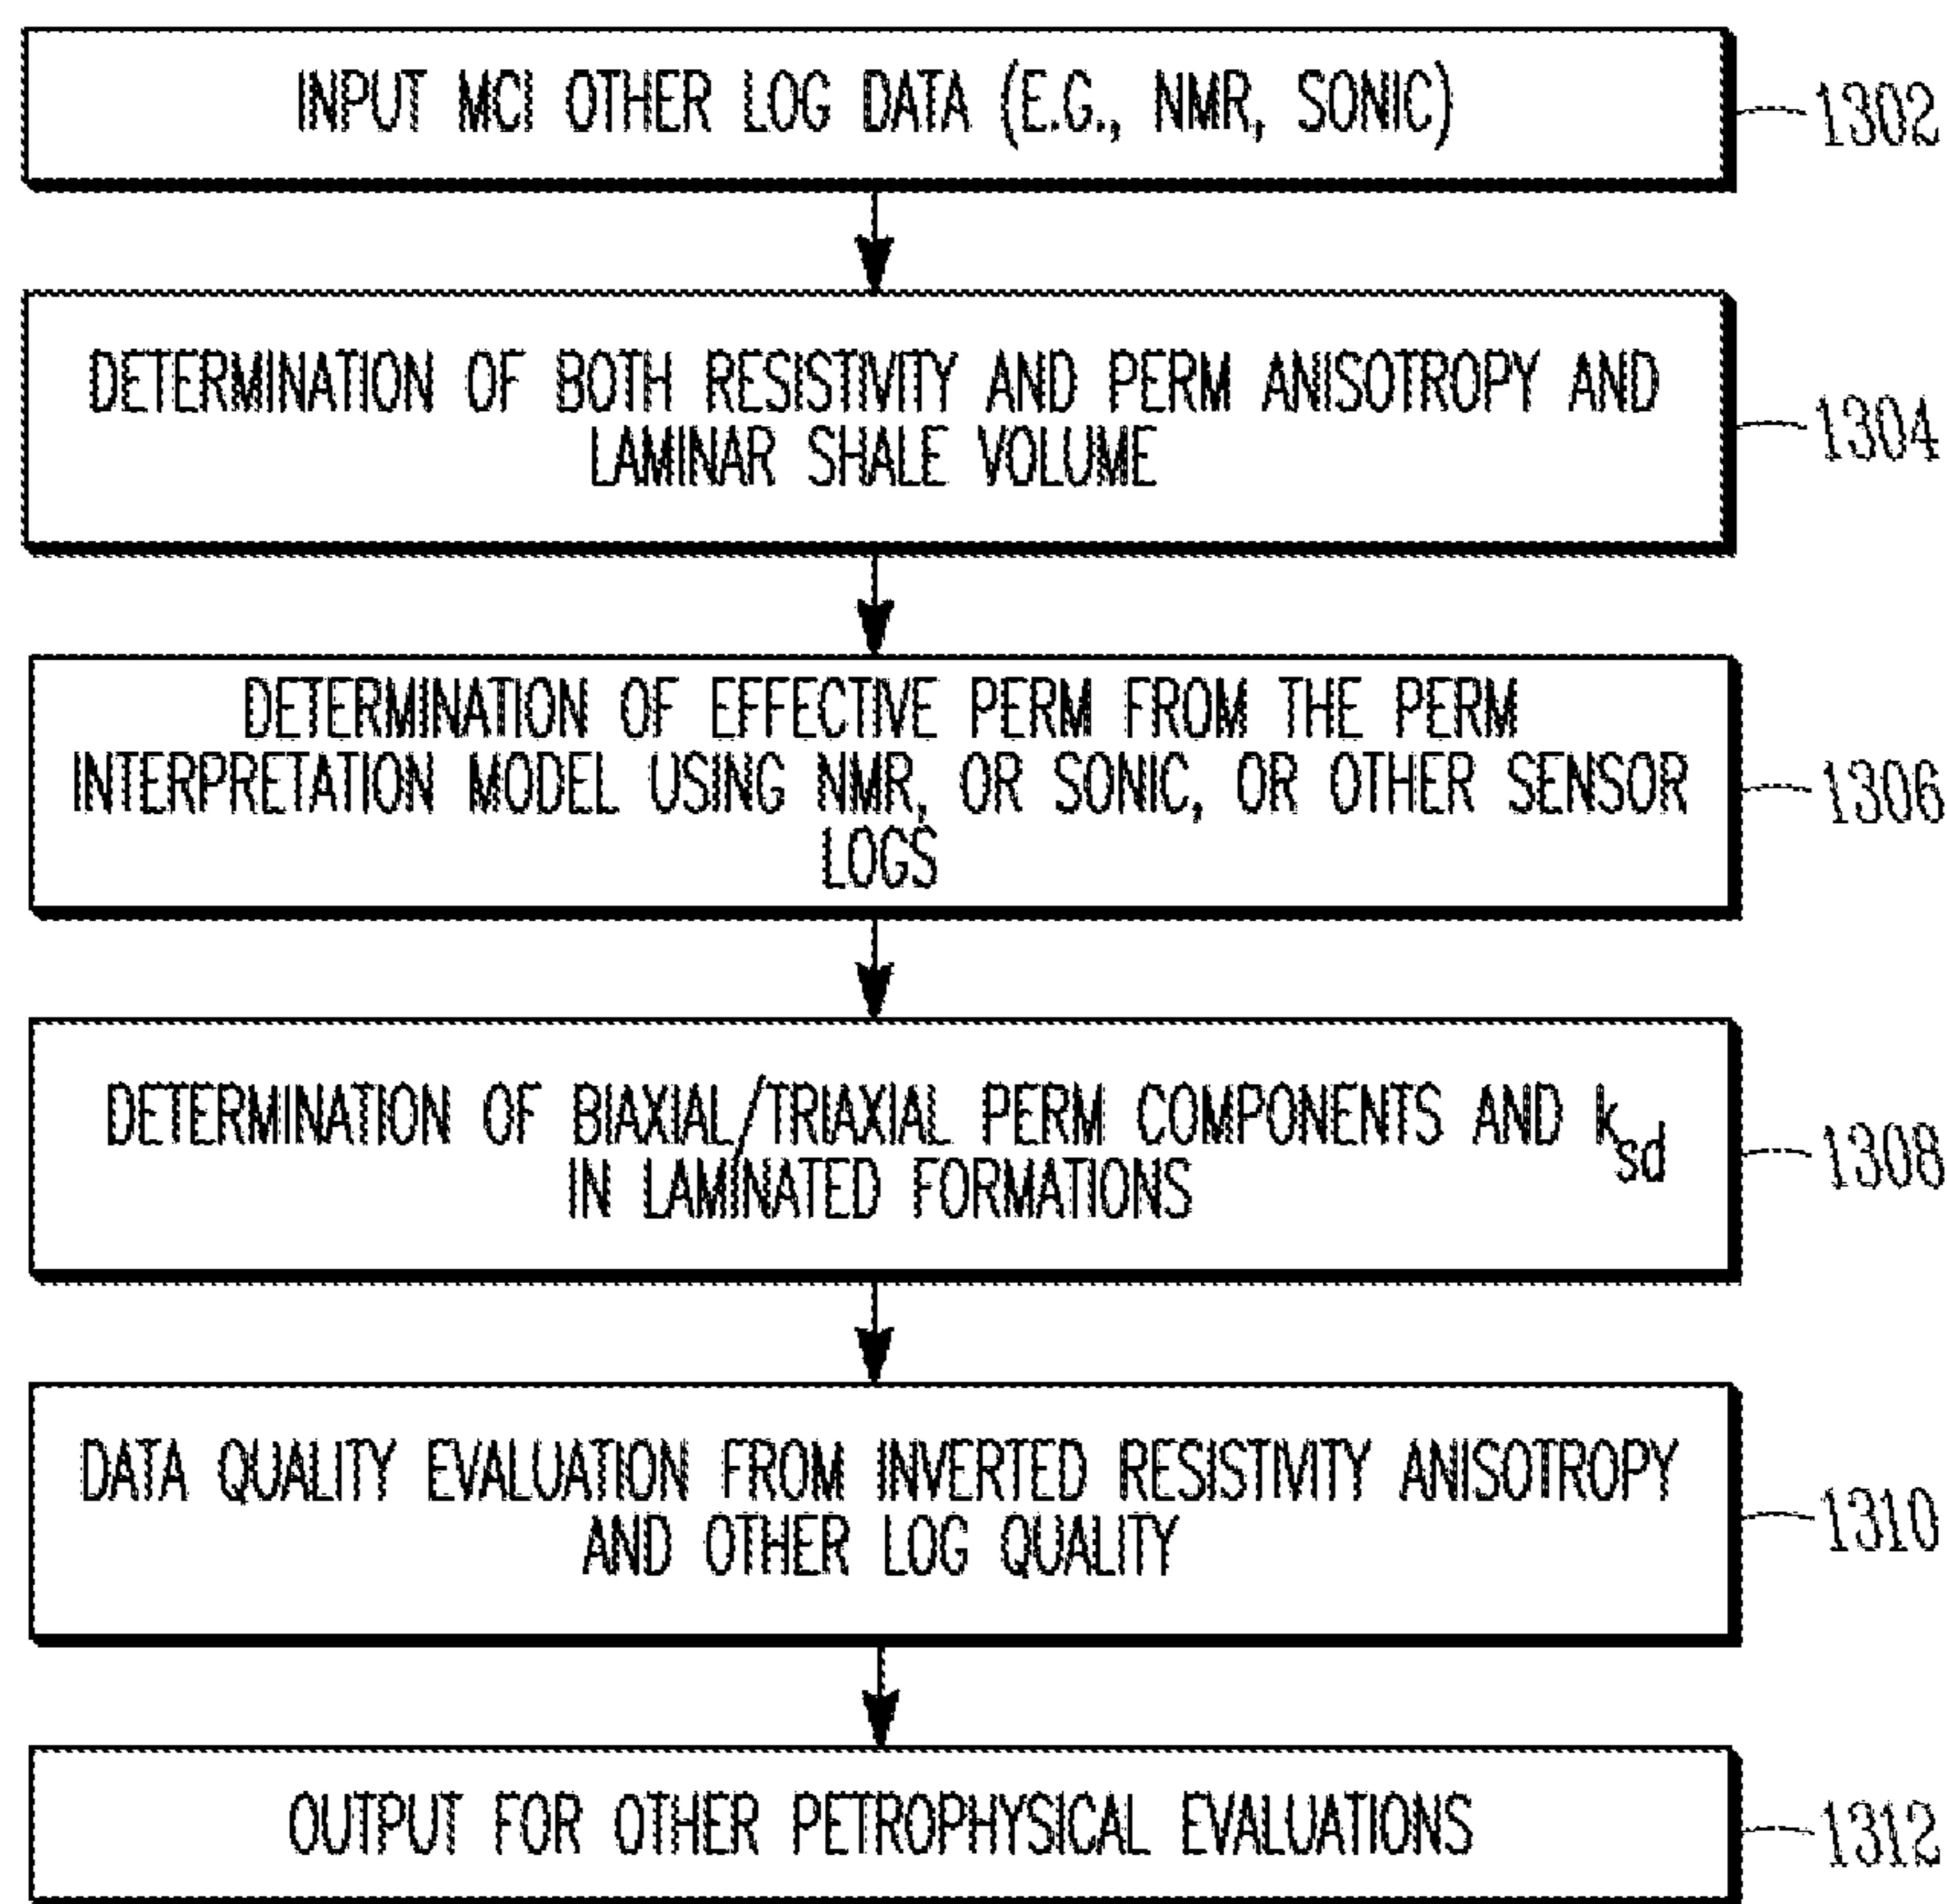 INPUT MCI OTHER LOG DATA (E.G., NMR, SONIC)
1302
DETERMINATION OF BOTH RESISTIVITY AND PERM ANISOTROPY AND
LAMINAR SHALE VOLUME
1304
DETERMINATION OF EFFECTIVE PERM FROM THE PERM
INTERPRETATION MODEL USING NMR, OR SONIC, OR OTHER SENSOR
LOGS
1306
DETERMINATION OF BIAXIAL/TRIAXIAL PERM COMPONENTS AND ksd
IN LAMINATED FORMATIONS
1308
DATA QUALITY EVALUATION FROM INVERTED RESISTIVITY ANISOTROPY
AND OTHER LOG QUALITY
1310
OUTPUT FOR OTHER PETROPHYSICAL EVALUATIONS
1312